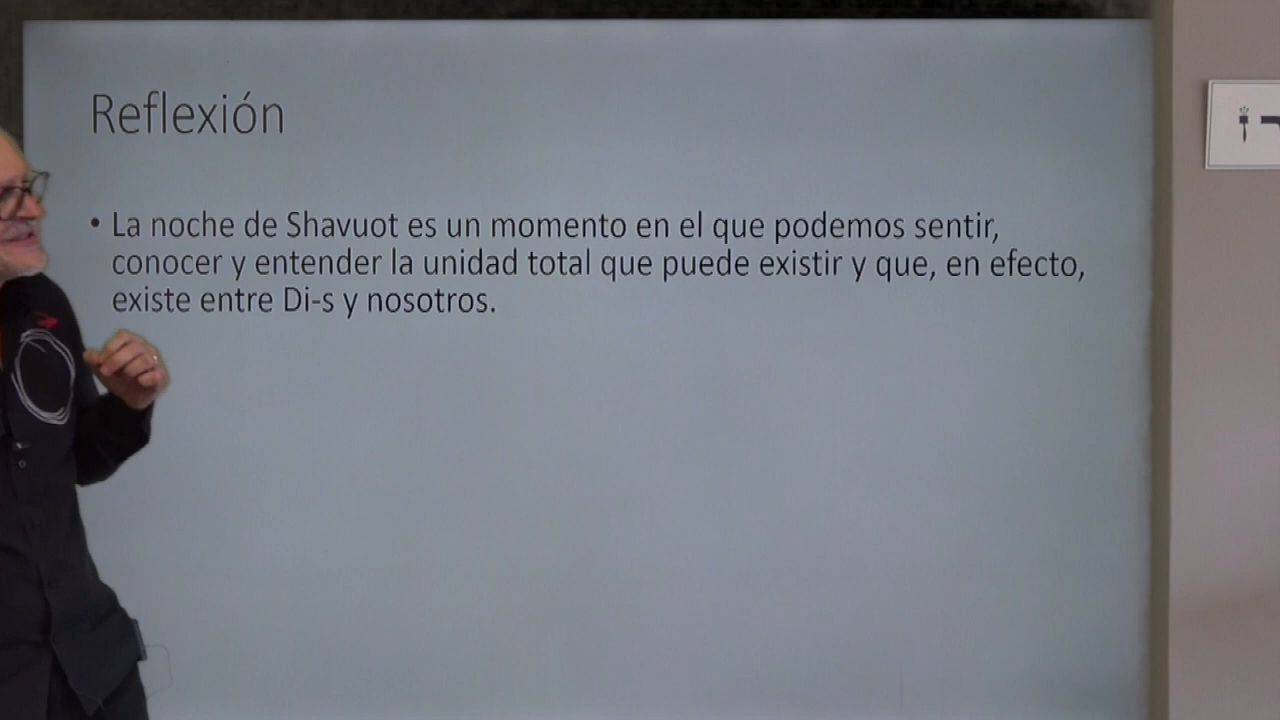 Reflexión
• La noche de Shavuot es un momento en el que podemos sentir,
conocer y entender la unidad total que puede existir y que, en efecto,
existe entre Di-s y nosotros.